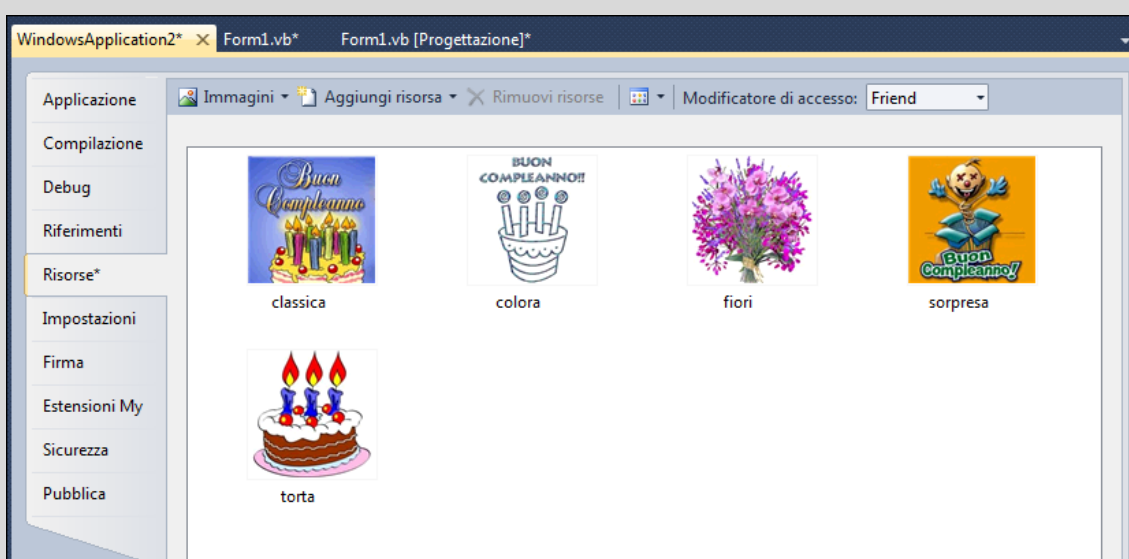 WindowsApplication2* Form1.vb* Form1.vb [Progettazione]*
Immagini Aggiungi risorsa Rimuovi risorse Modificatore di accesso: Friend
Applicazione
Compilazione
Debug
Riferimenti
Risorse*
Impostazioni
Firma
Estensioni My
Sicurezza
Pubblica
Buon
Compleanno
classica
BUON
COMPLEANNO!!
colora
fiori
Buon
Compleanno!
sorpresa
torta